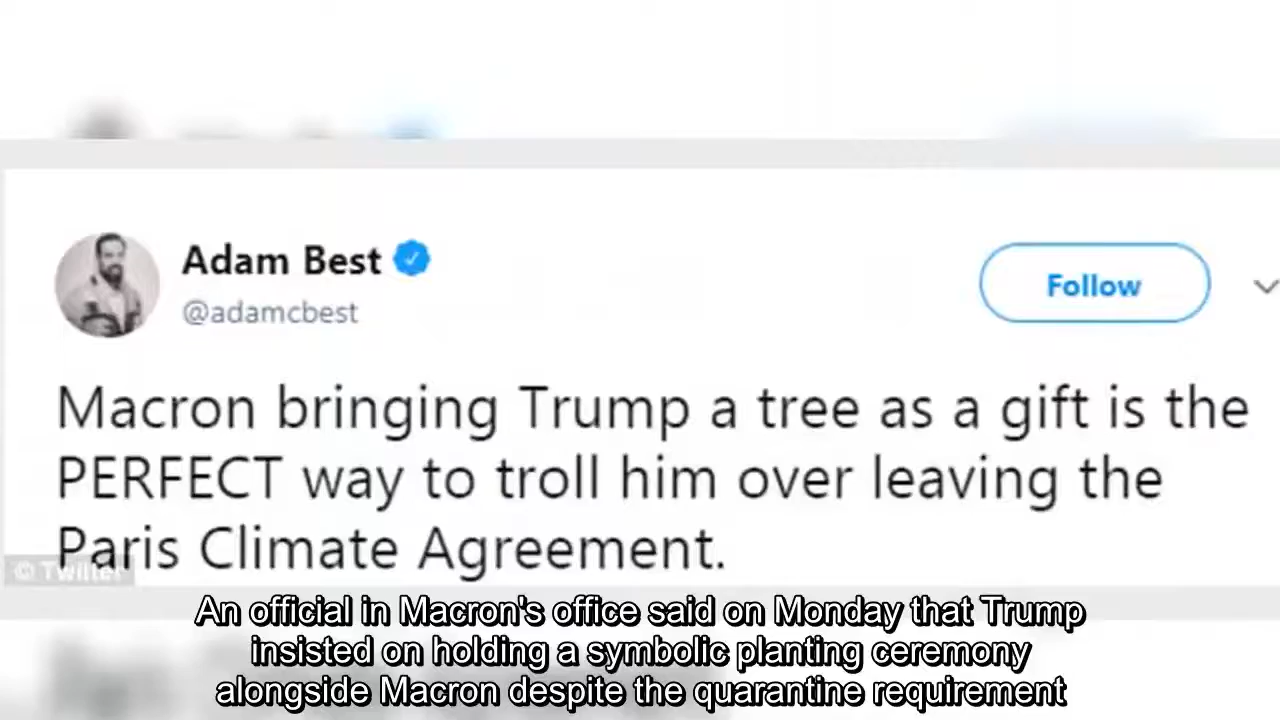 Adam Best
@adamcbest
Follow
Macron bringing Trump a tree as a gift is the
PERFECT way to troll him over leaving the
Paris Climate Agreement.
© Twitter
An official in Macron's office said on Monday that Trump
insisted on holding a symbolic planting ceremony
alongside Macron despite the quarantine requirement